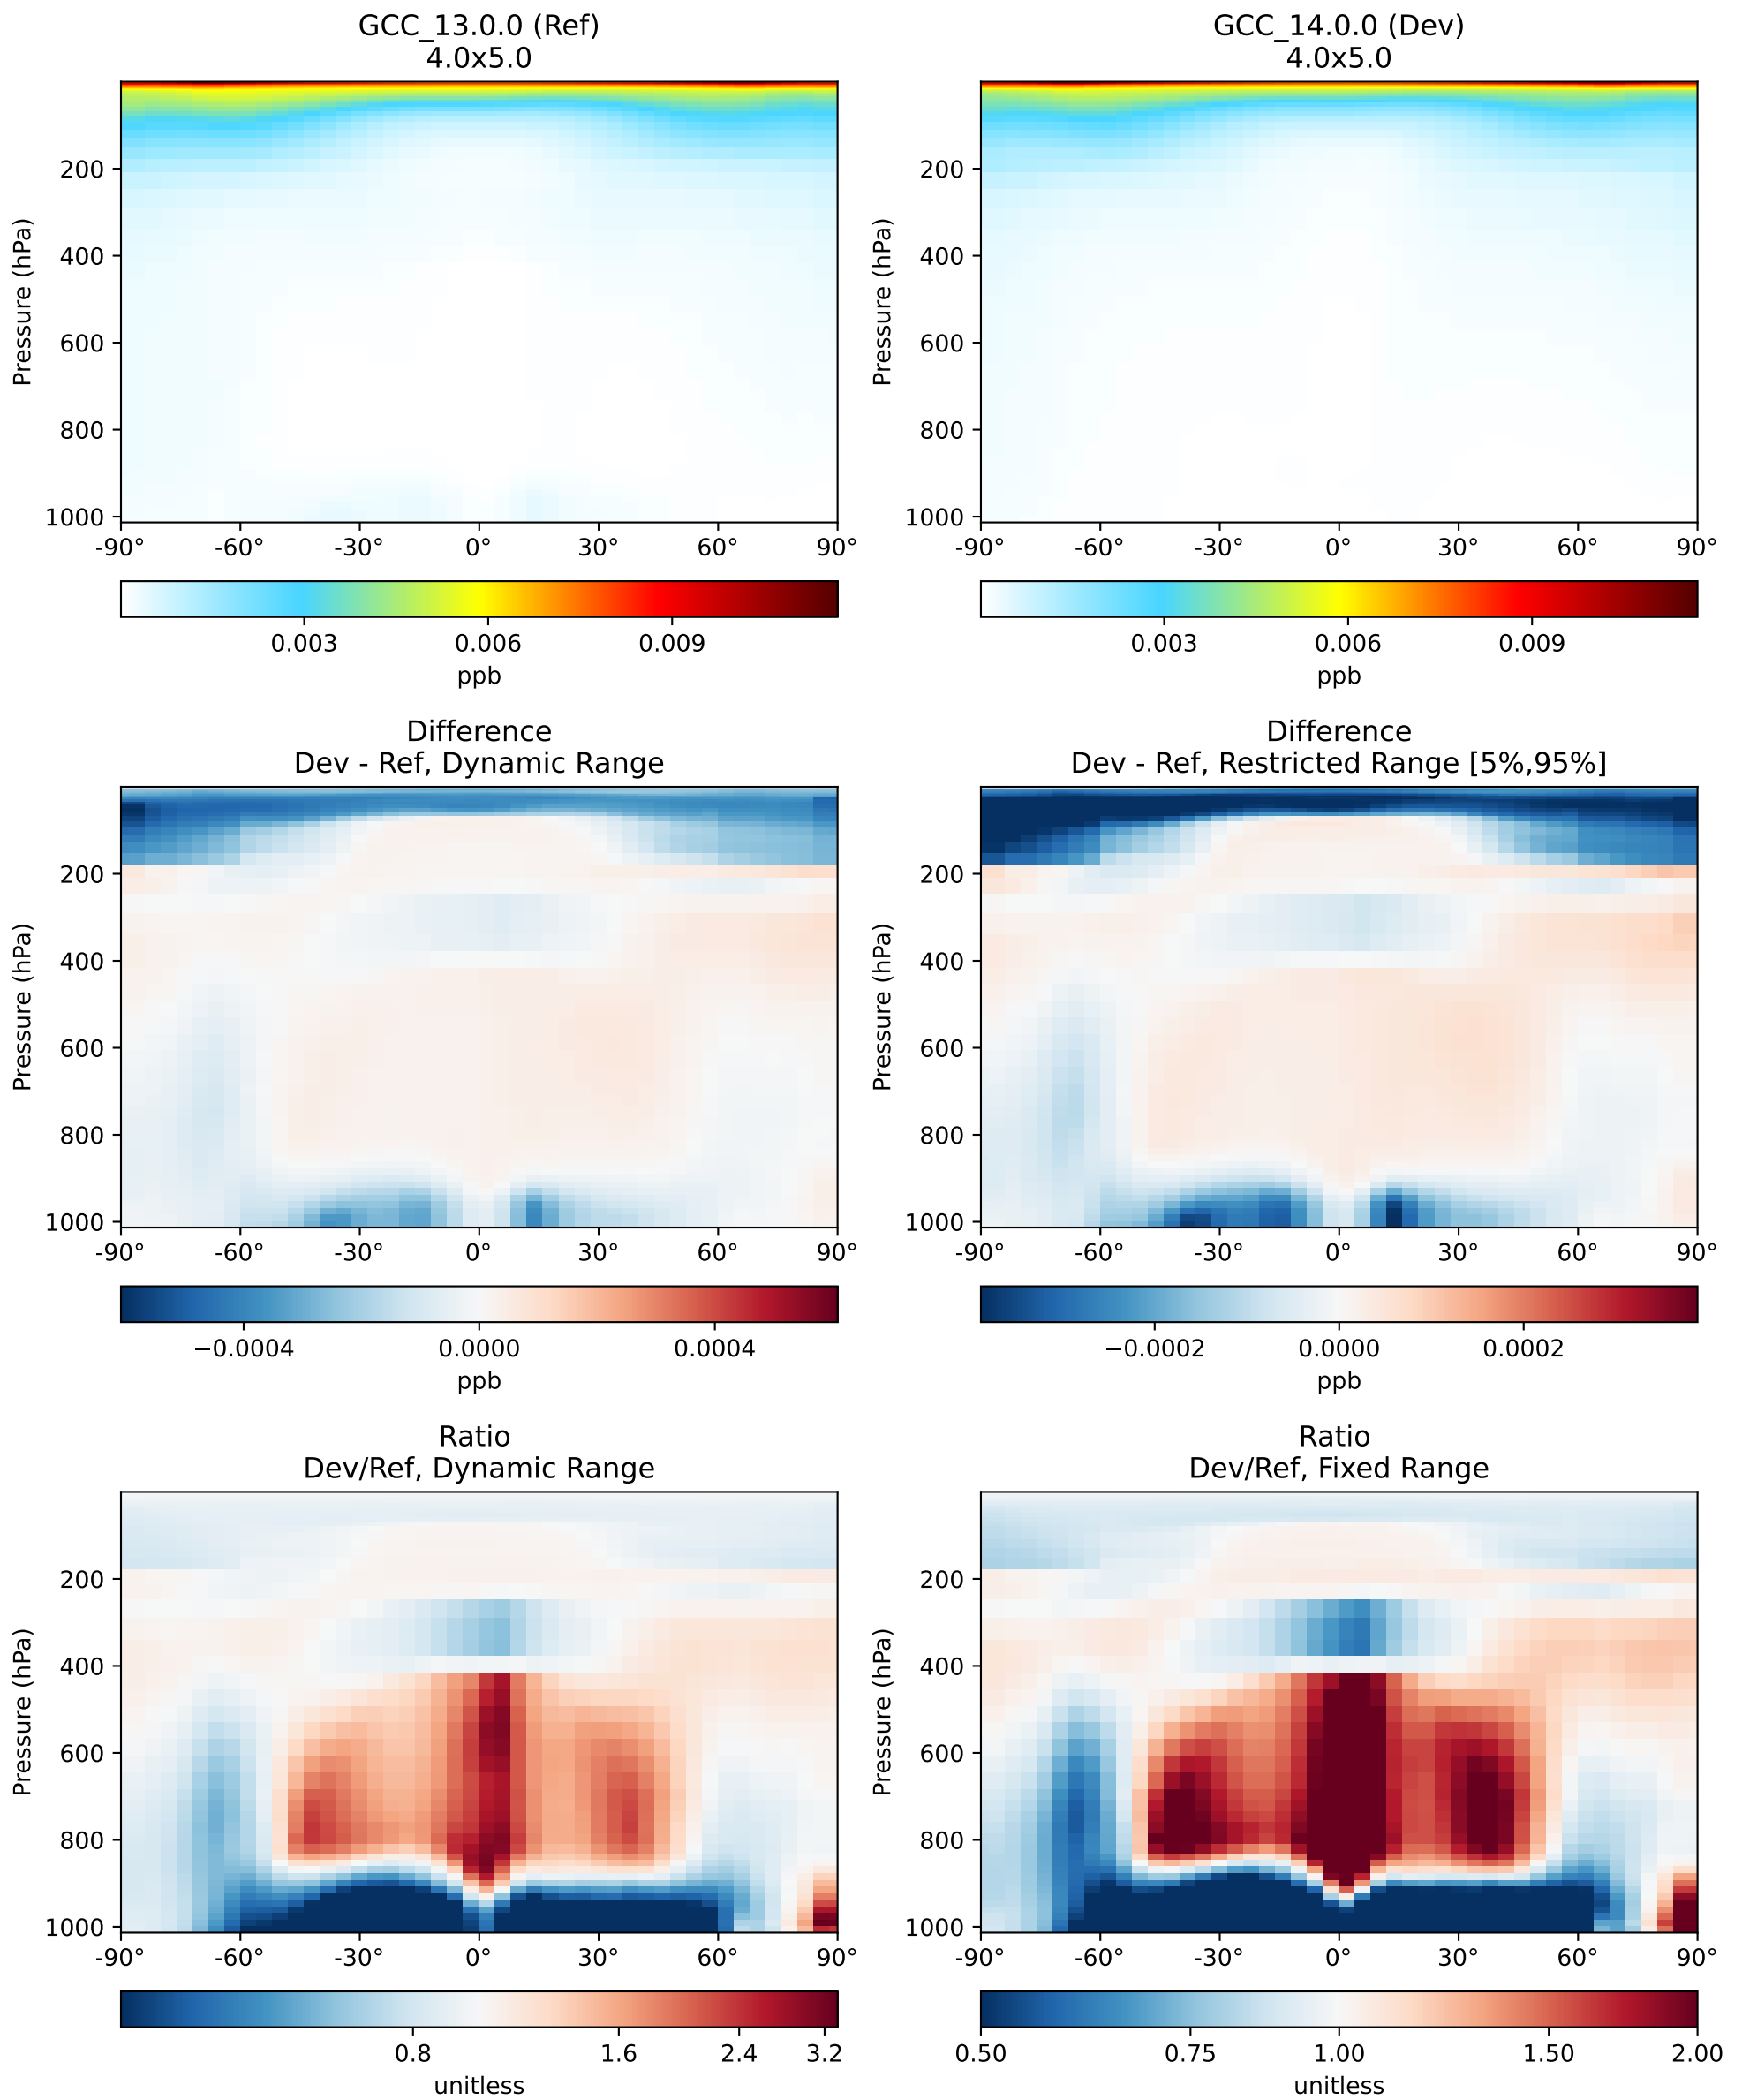 GCC_13.0.0 (Ref)
4.0x5.0
Pressure (hPa)
200
400
600
800
1000
-90° -60° -30° 0° 30° 60° 90°
0.003 0.006 0.009
ppb
GCC_14.0.0 (Dev)
4.0x5.0
Pressure (hPa)
200
400
600
800
1000
-90° -60° -30° 0° 30° 60° 90°
0.003 0.006 0.009
ppb
Difference
Dev - Ref, Dynamic Range
Pressure (hPa)
200
400
600
800
1000
-90° -60° -30° 0° 30° 60° 90°
−0.0004 0.0000 0.0004
ppb
Difference
Dev - Ref, Restricted Range [5%,95%]
Pressure (hPa)
200
400
600
800
1000
-90° -60° -30° 0° 30° 60° 90°
−0.0002 0.0000 0.0002
ppb
Ratio
Dev/Ref, Dynamic Range
Pressure (hPa)
200
400
600
800
1000
-90° -60° -30° 0° 30° 60° 90°
0.8 1.6 2.4 3.2
unitless
Ratio
Dev/Ref, Fixed Range
Pressure (hPa)
200
400
600
800
1000
-90° -60° -30° 0° 30° 60° 90°
0.50 0.75 1.00 1.50 2.00
unitless